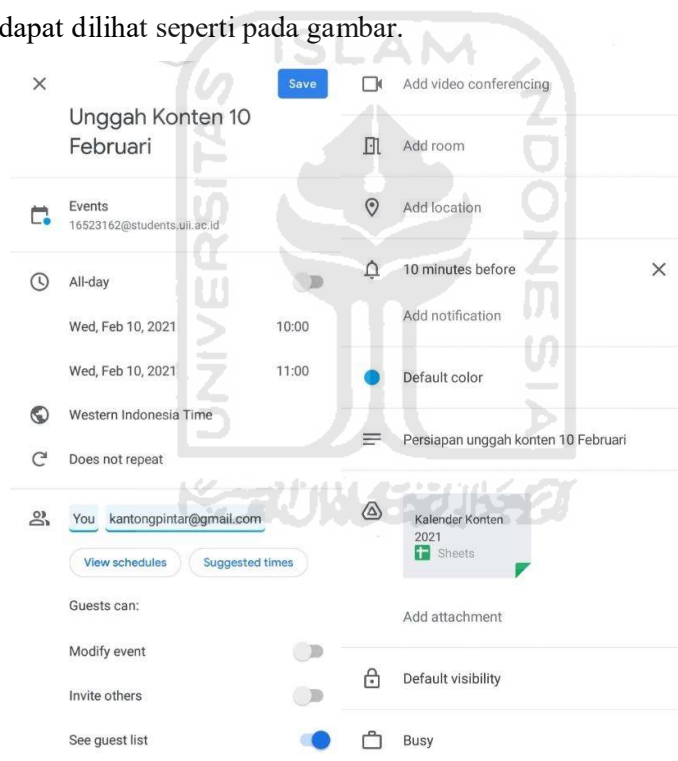 dapat dilihat seperti pada gambar.
Save
Unggah Konten 10
Februari
Events
16523162@students.uii.ac.id
All-day
Wed, Feb 10, 2021 10:00
Wed, Feb 10, 2021 11:00
Western Indonesia Time
Does not repeat
You kantongpintar@gmail.com
View schedules Suggested times
Guests can:
Modify event
Invite others
See guest list
Add video conferencing
Add room
Add location
10 minutes before
Add notification
Default color
Persiapan unggah konten 10 Februari
Kalender Konten
2021
Sheets
Add attachment
Default visibility
Busy
UNIVERSITAS
ISLAM
INDONESIA